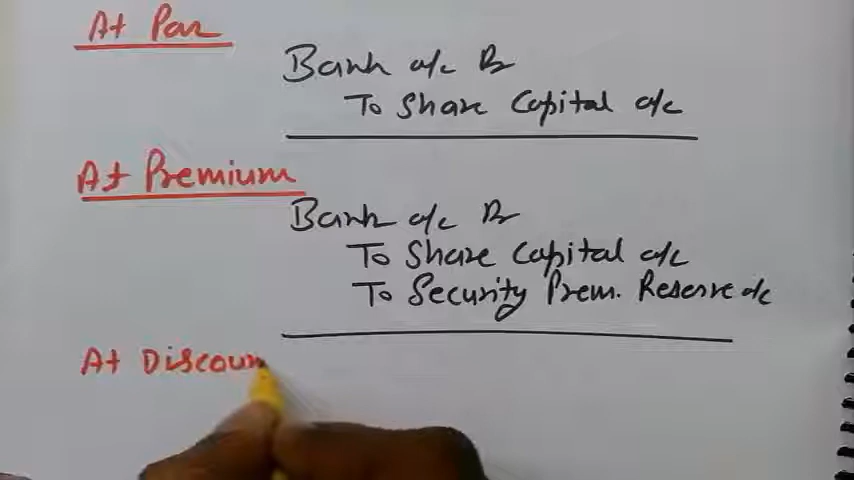 At Par
Bank a/c Dr
To Share Capital a/c
At Premium
Bank a/c Dr
To Share Capital a/c
To Security Prem. Reserve a/c
At Discoun